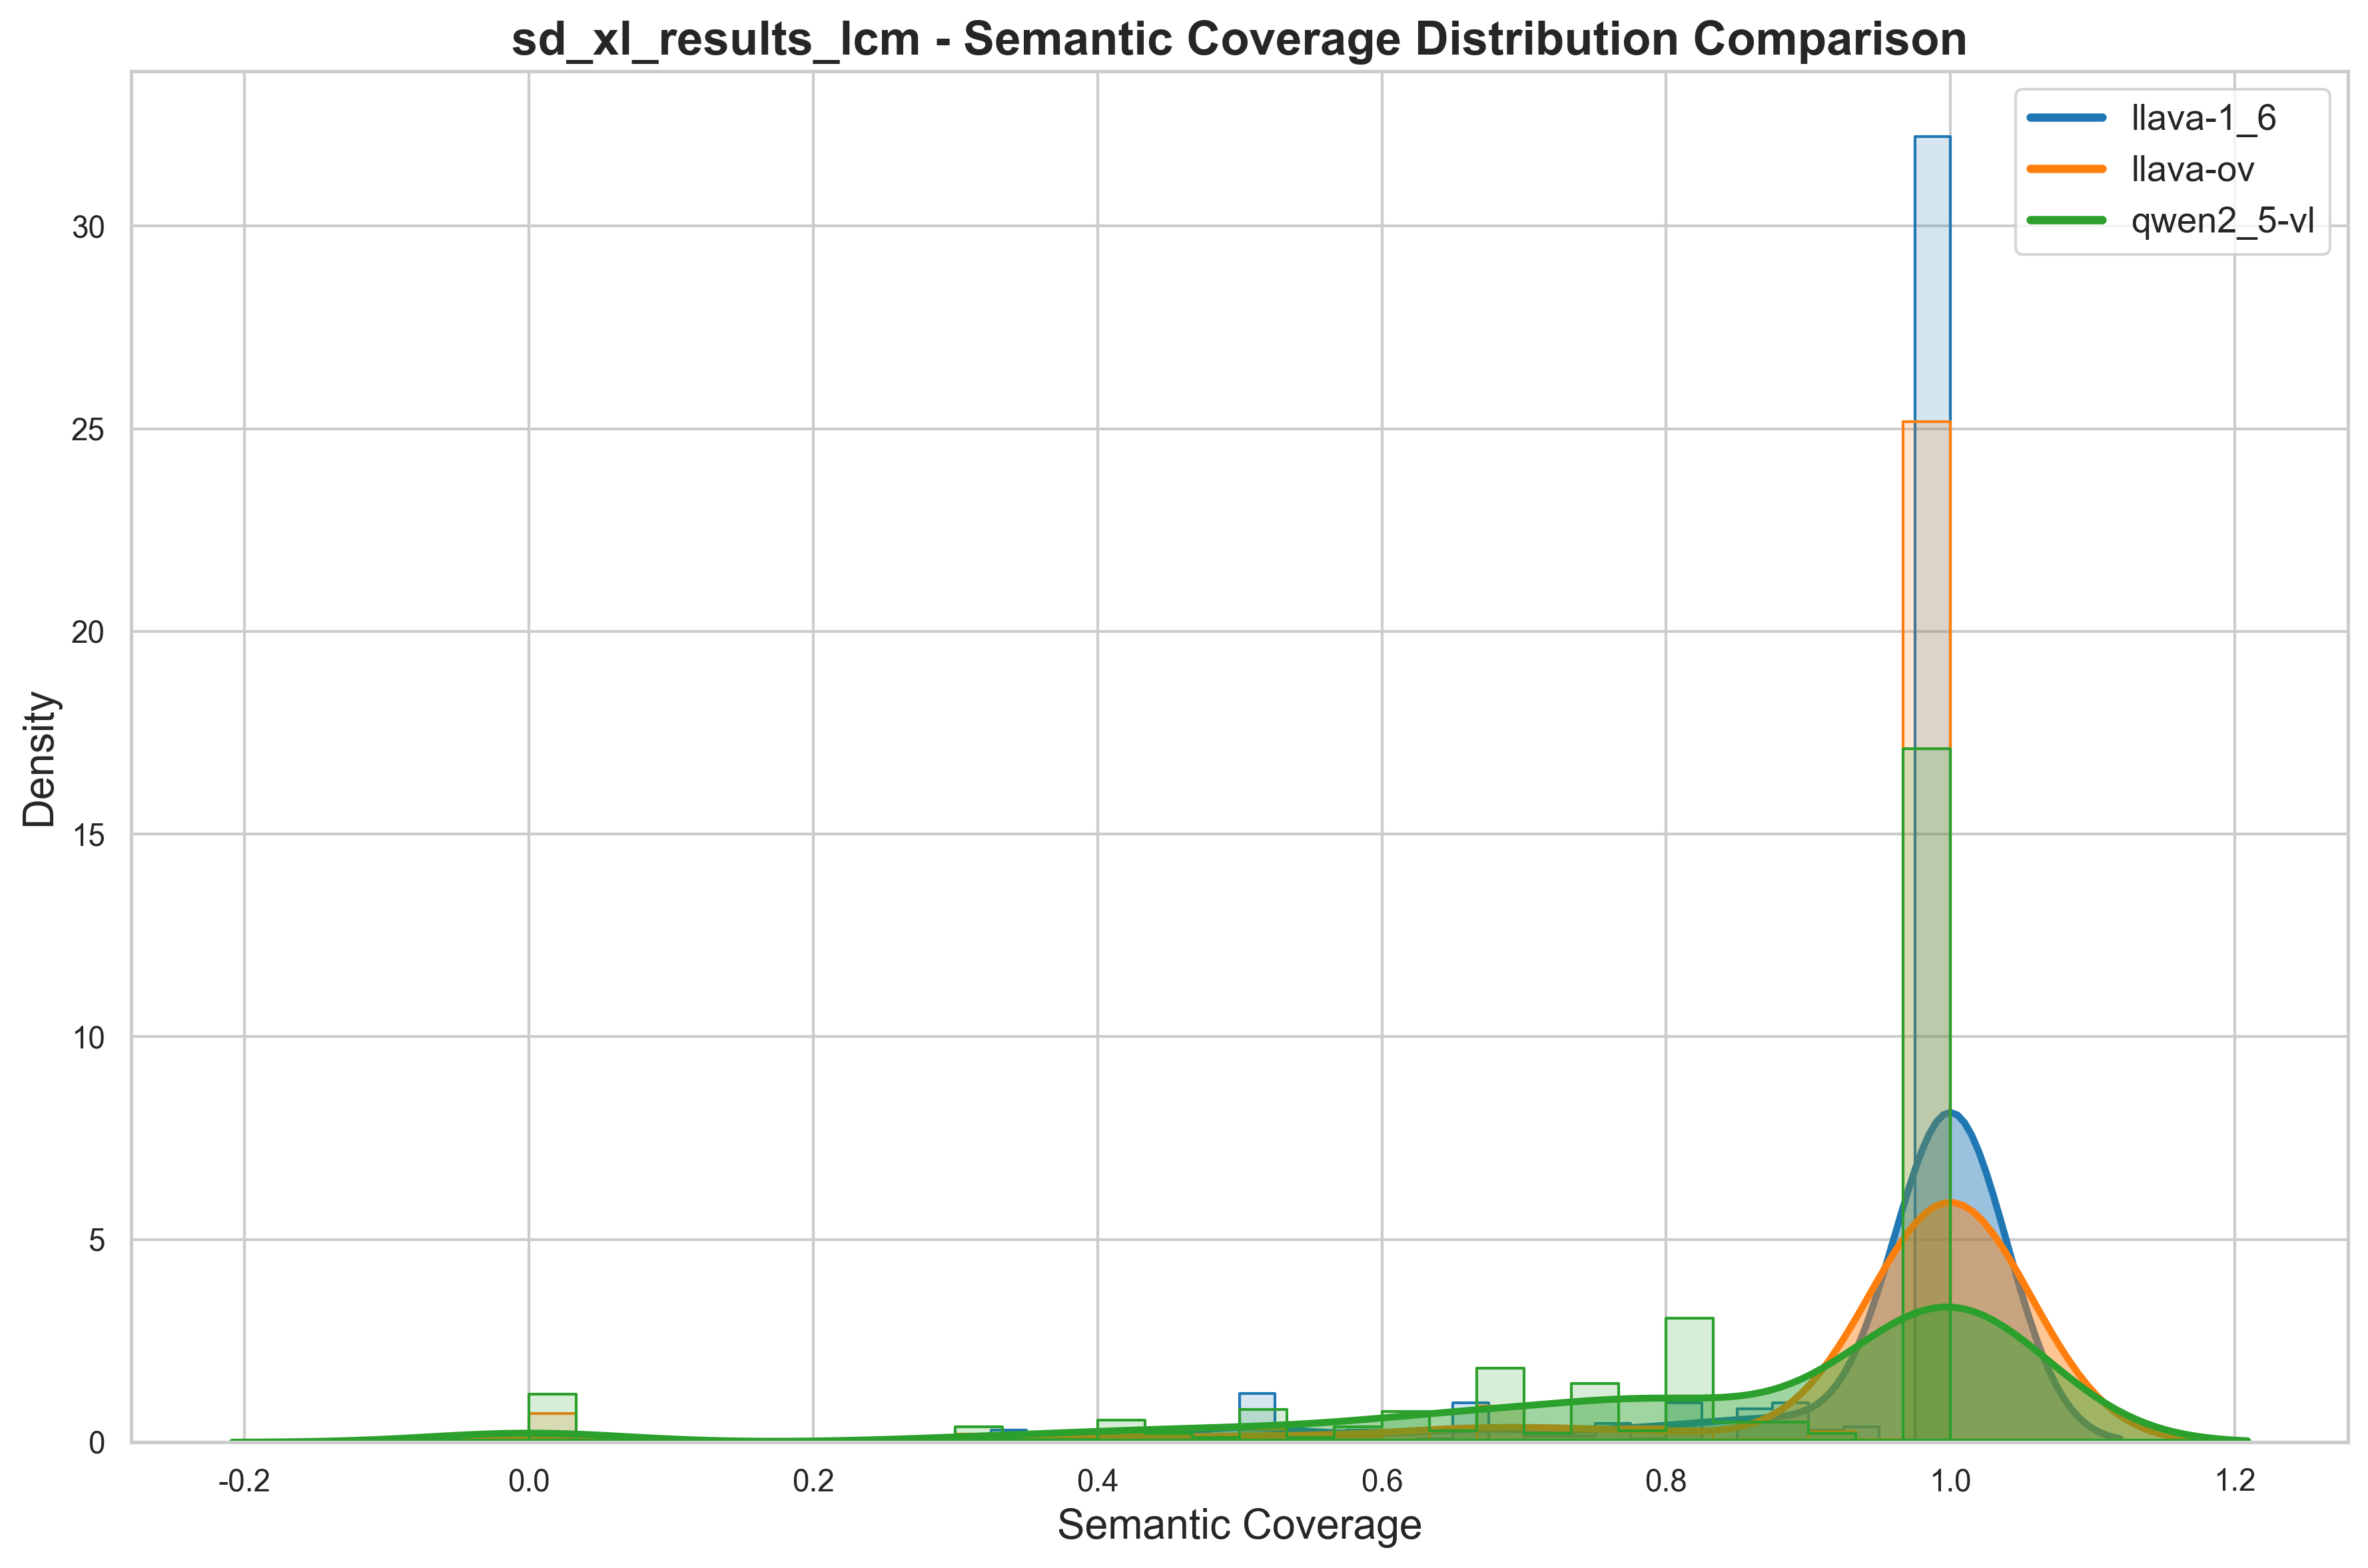 sd_xl_results_lcm - Semantic Coverage Distribution Comparison
llava-1_6
llava-ov
qwen2_5-vl
30
25
20
15
10
5
0
Density
-0.2
0.0
0.2
0.4
0.6
0.8
1.0
1.2
Semantic Coverage